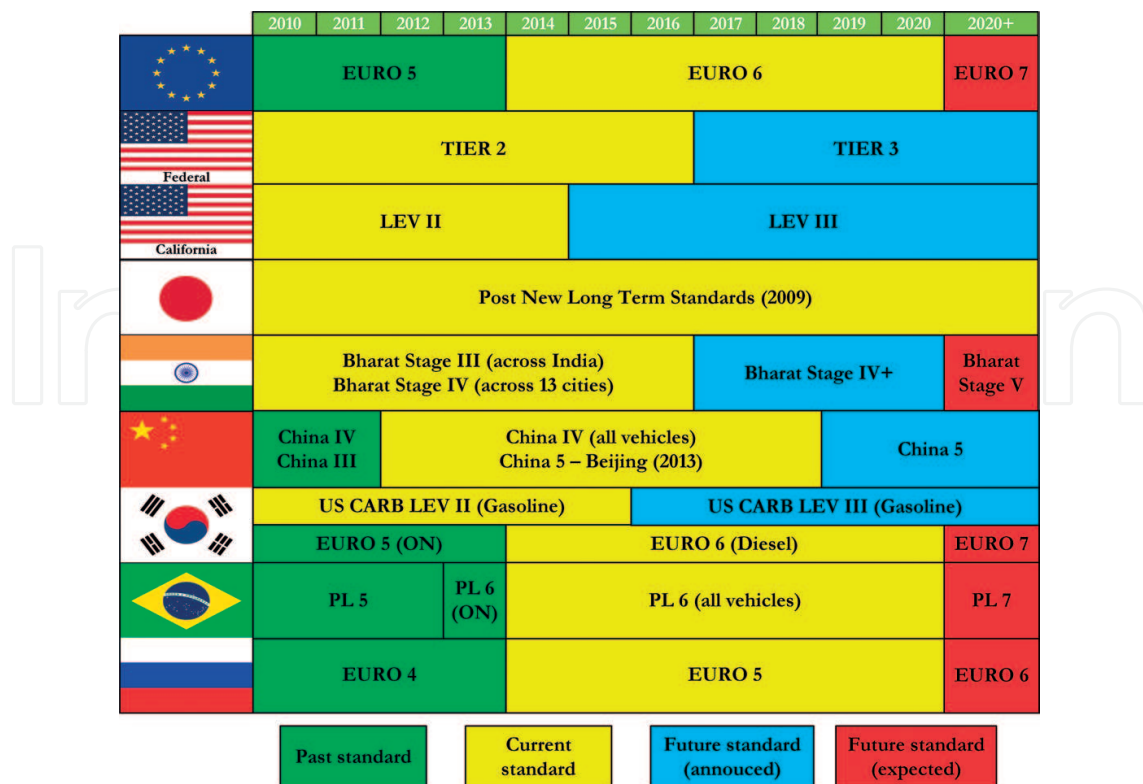 2010 2011 2012 2013 2014 2015 2016 2017 2018 2019 2020 2020+
EURO 5 EURO 6 EURO 7
TIER 2 TIER 3
Federal
LEV II LEV III
California
Post New Long Term Standards (2009)
Bharat Stage III (across India)
Bharat Stage IV (across 13 cities)
Bharat Stage IV+
Bharat
Stage V
China IV
China III
China IV (all vehicles)
China 5 – Beijing (2013)
China 5
US CARB LEV II (Gasoline) US CARB LEV III (Gasoline)
EURO 5 (ON) EURO 6 (Diesel) EURO 7
PL 5
PL 6
(ON)
PL 6 (all vehicles)
PL 7
EURO 4 EURO 5 EURO 6
Past standard
Current
standard
Future standard
(annouced)
Future standard
(expected)